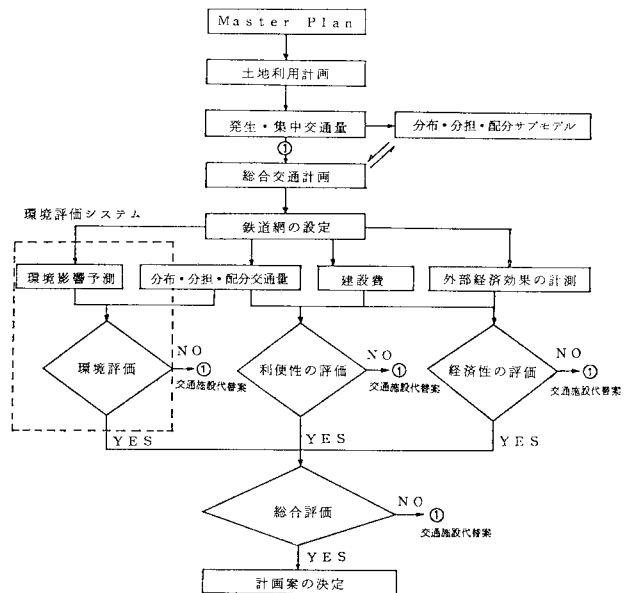 Master Plan
土地利用計画
発生・集中交通量
分布・分担・配分サブモデル
①
総合交通計画
環境評価システム
鉄道網の設定
環境影響予測
分布・分担・配分交通量
建設費
外部経済効果の計測
環境評価
NO
①
交通施設代替案
利便性の評価
NO
①
交通施設代替案
経済性の評価
NO
①
交通施設代替案
YES
YES
YES
総合評価
NO
①
交通施設代替案
YES
計画案の決定